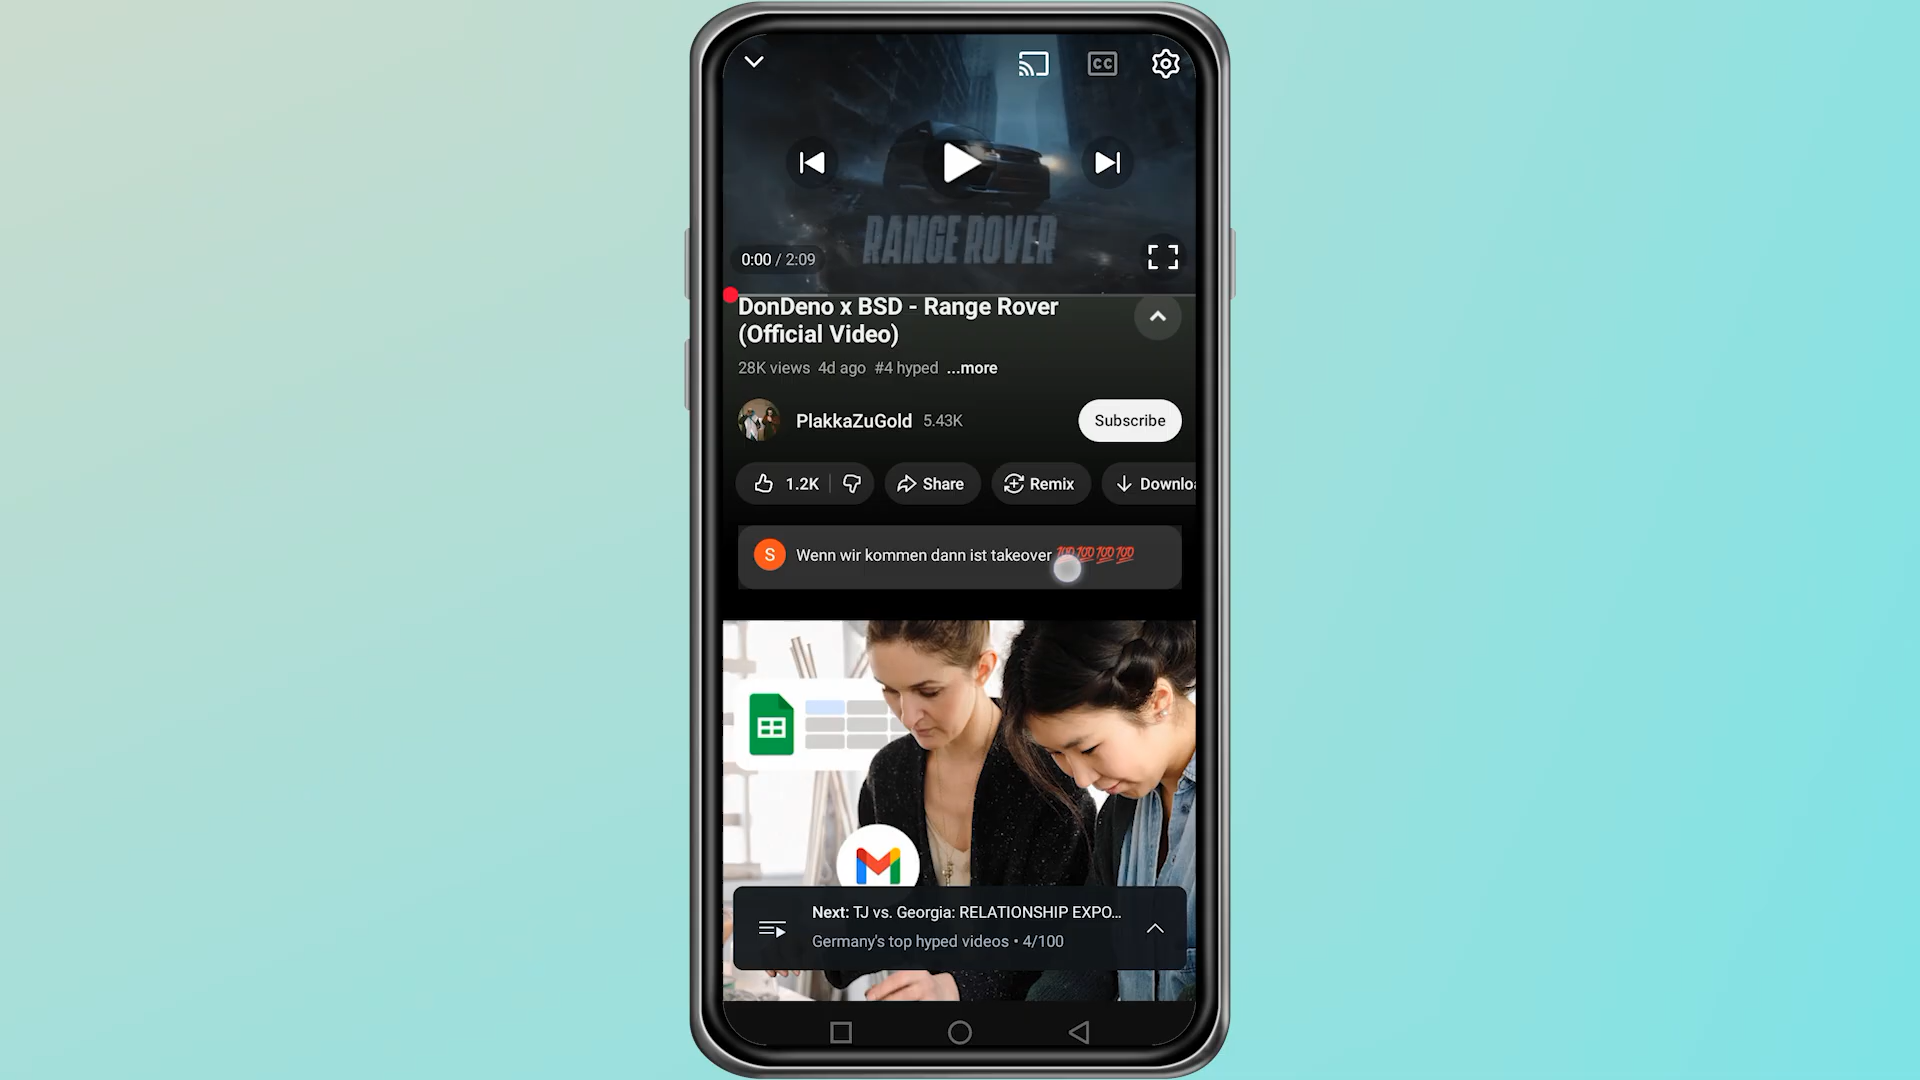 CC
RANGE ROVER
0:00 / 2:09
DonDeno x BSD - Range Rover
(Official Video)
28K views 4d ago #4 hyped ...more
PlakkaZuGold 5.43K
Subscribe
1.2K
Share
Remix
Downloa
S
Wenn wir kommen dann ist takeover 💯💯💯💯
Next: TJ vs. Georgia: RELATIONSHIP EXPO...
Germany's top hyped videos • 4/100